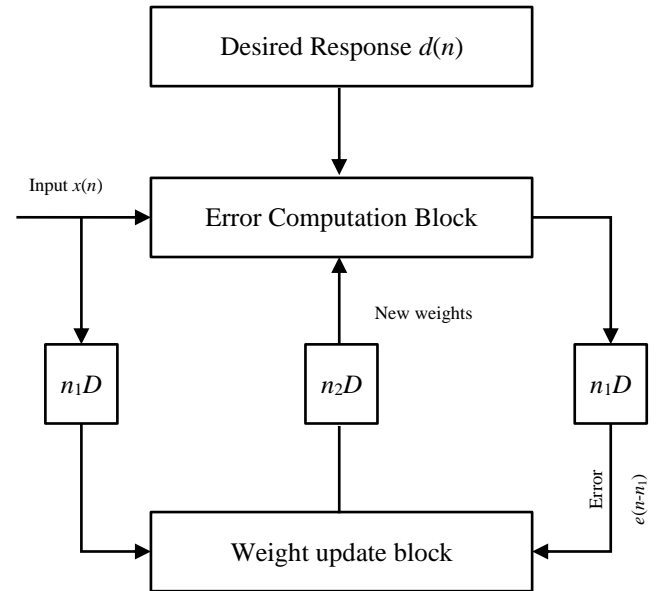 Desired Response d(n)
Input x(n)
Error Computation Block
New weights
n₁D
n₂D
n₁D
Error
e(n-n₁)
Weight update block